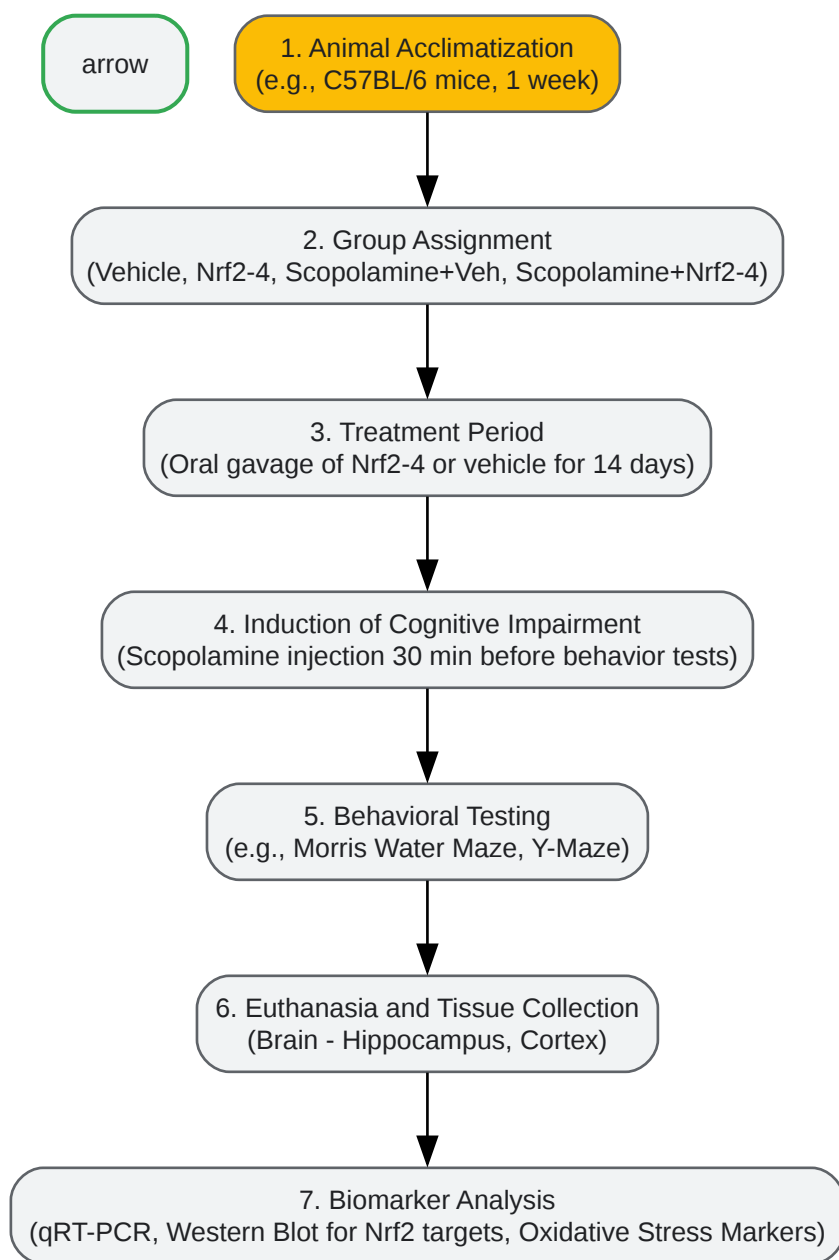 arrow
1. Animal Acclimatization
(e.g., C57BL/6 mice, 1 week)
2. Group Assignment
(Vehicle, Nrf2-4, Scopolamine+Veh, Scopolamine+Nrf2-4)
3. Treatment Period
(Oral gavage of Nrf2-4 or vehicle for 14 days)
4. Induction of Cognitive Impairment
(Scopolamine injection 30 min before behavior tests)
5. Behavioral Testing
(e.g., Morris Water Maze, Y-Maze)
6. Euthanasia and Tissue Collection
(Brain - Hippocampus, Cortex)
7. Biomarker Analysis
(qRT-PCR, Western Blot for Nrf2 targets, Oxidative Stress Markers)